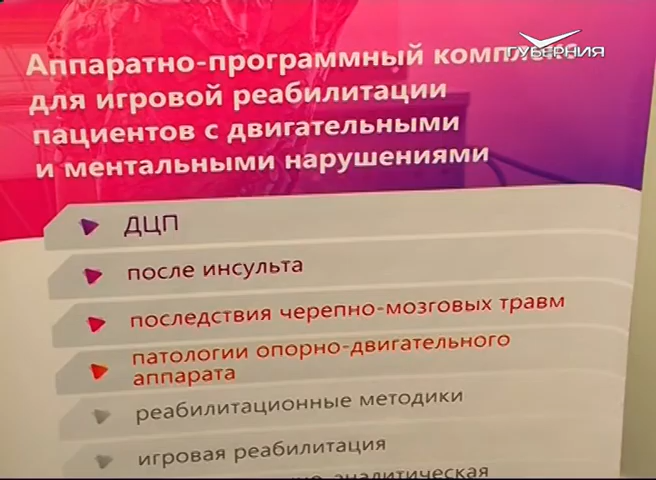 ГУБЕРНИЯ
Аппаратно-программный
для игровой реабилитации
пациентов с двигательными
и ментальными нарушениями
ДЦП
после инсульта
последствия черепно-мозговых травм
патологии опорно-двигательного
аппарата
реабилитационные методики
игровая реабилитация
аналитическая